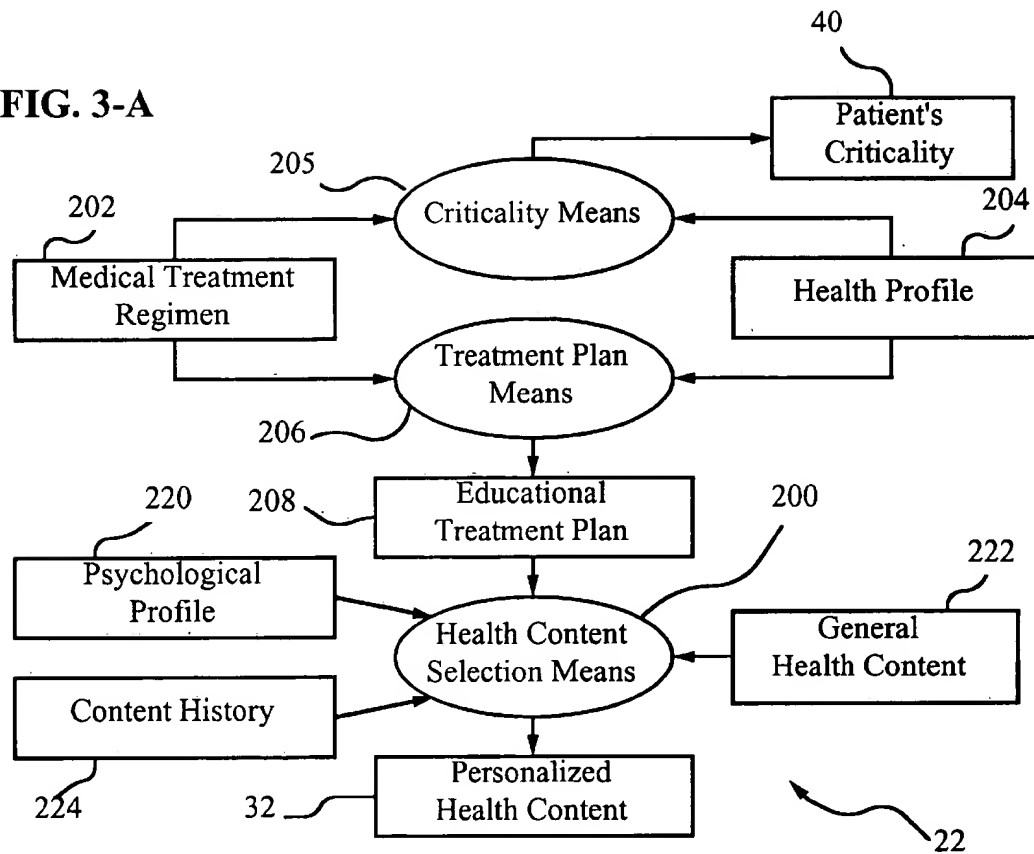 40
FIG. 3-A
Patient's
Criticality
205
Criticality Means
202
204
Medical Treatment
Regimen
Health Profile
Treatment Plan
Means
206
208
Educational
Treatment Plan
200
220
222
Psychological
Profile
Health Content
Selection Means
General
Health Content
Content History
224
32
Personalized
Health Content
22